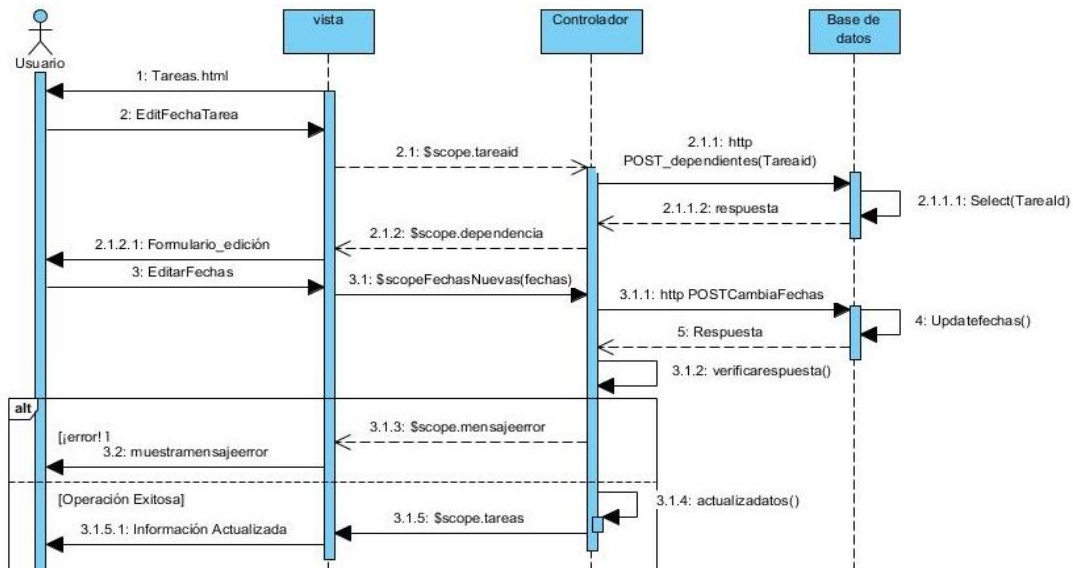 vista
Controlador
Base de
datos
Usuario
1: Tareas.html
2: EditFechaTarea
2.1: $scope.tareaid
2.1.1: http
POST_dependientes(Tareaid)
2.1.1.1: Select(TareaId)
2.1.1.2: respuesta
2.1.2: $scope.dependencia
2.1.2.1: Formulario_edición
3: EditarFechas
3.1: $scopeFechasNuevas(fechas)
3.1.1: http POSTCambiaFechas
4: Updatefechas()
5: Respuesta
3.1.2: verificarespuesta()
alt
3.1.3: $scope.mensajeerror
[¡error! ]
3.2: muestramensajeerror
[Operación Exitosa]
3.1.4: actualizadatos()
3.1.5: $scope.tareas
3.1.5.1: Información Actualizada